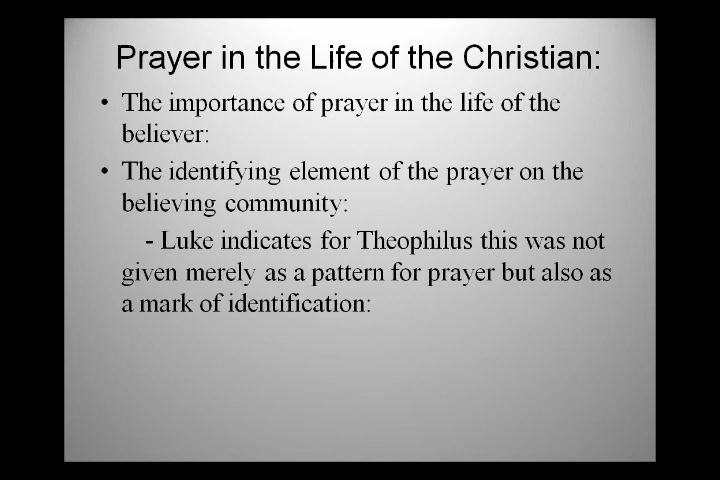 Prayer in the Life of the Christian:
• The importance of prayer in the life of the
believer:
• The identifying element of the prayer on the
believing community:
- Luke indicates for Theophilus this was not
given merely as a pattern for prayer but also as
a mark of identification: